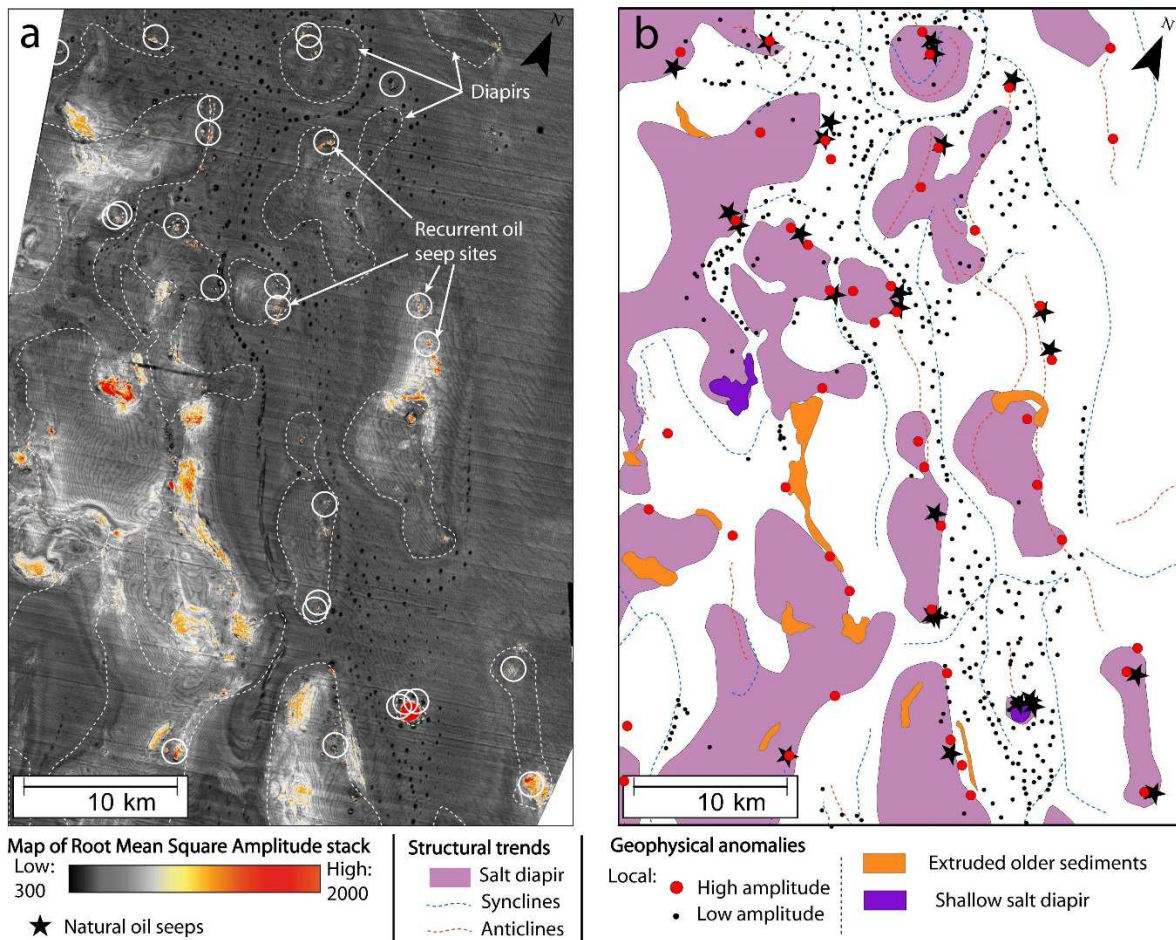 a
N
Diapirs
Recurrent oil
seep sites
10 km
b
N
10 km
Map of Root Mean Square Amplitude stack
Low:
300
High:
2000
Natural oil seeps
Structural trends
Salt diapir
Synclines
Anticlines
Geophysical anomalies
Local:
High amplitude
Low amplitude
Extruded older sediments
Shallow salt diapir